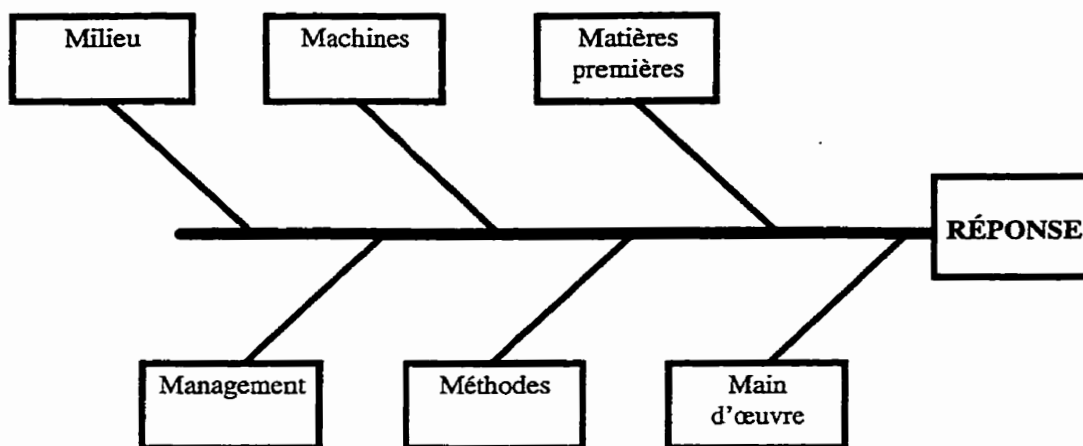 Milieu
Machines
Matières
premières
RÉPONSE
Management
Méthodes
Main
d'œuvre